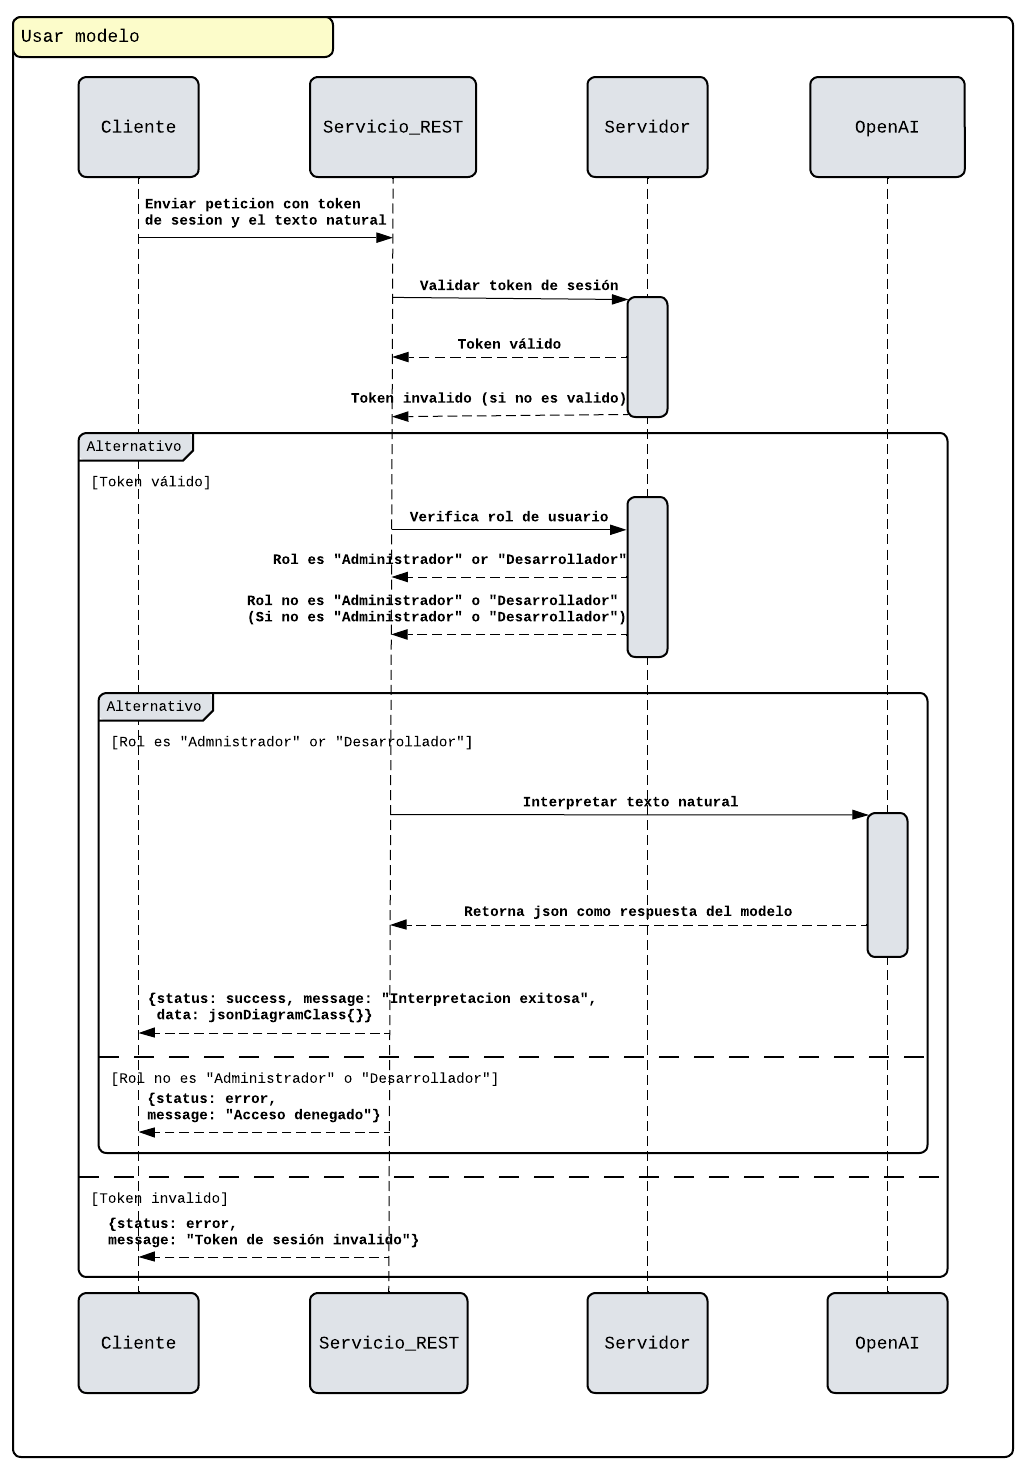 Usar modelo
Cliente
Servicio_REST
Servidor
OpenAI
Enviar peticion con token
de sesion y el texto natural
Validar token de sesión
Token válido
Token invalido (si no es valido)
Alternativo
[Token válido]
Verifica rol de usuario
Rol es "Administrador" or "Desarrollador"
Rol no es "Administrador" o "Desarrollador"
(Si no es "Administrador" o "Desarrollador")
Alternativo
[Rol es "Admnistrador" or "Desarrollador"]
Interpretar texto natural
Retorna json como respuesta del modelo
{status: success, message: "Interpretacion exitosa",
data: jsonDiagramClass{}}
[Rol no es "Administrador" o "Desarrollador"]
{status: error,
message: "Acceso denegado"}
[Token invalido]
{status: error,
message: "Token de sesión invalido"}
Cliente
Servicio_REST
Servidor
OpenAI